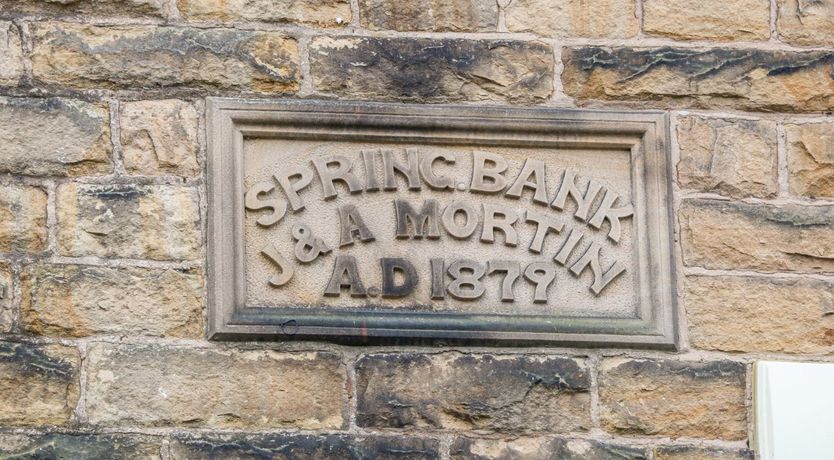 SPRING.BANK
J & A MORTIN
A.D 1879